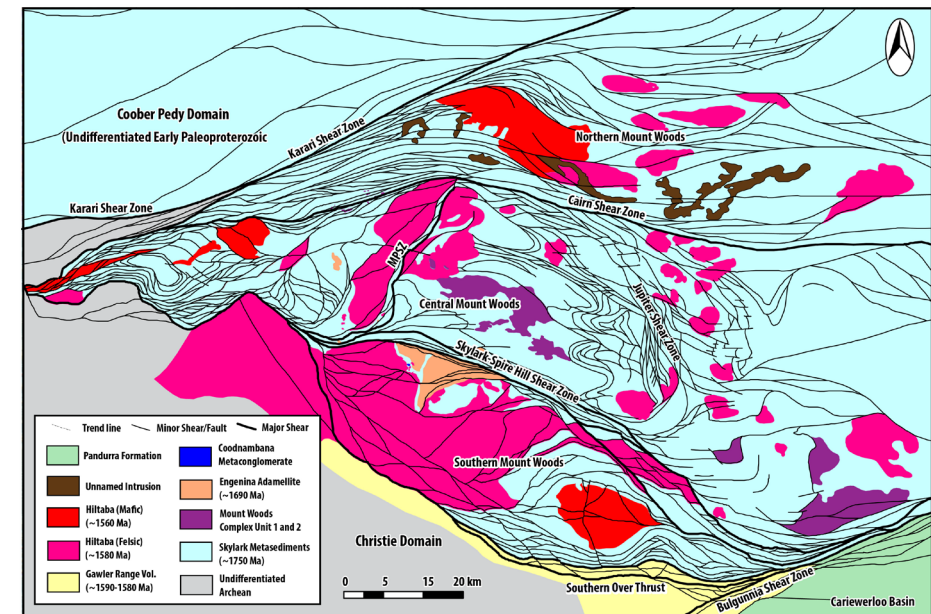 Coober Pedy Domain
(Undifferentiated Early Paleoproterozoic
Karari Shear Zone
Northern Mount Woods
Karari Shear Zone
Cairn Shear Zone
MPSZ
Central Mount Woods
Jupiter Shear Zone
Skylark-Spire Hill Shear Zone
Southern Mount Woods
Christie Domain
Southern Over Thrust
Bulgunnia Shear Zone
Cariewerloo Basin
Trend line
Minor Shear/Fault
Major Shear
Pandurra Formation
Coodnambana
Metaconglomerate
Unnamed Intrusion
Engenina Adamellite
(~1690 Ma)
Hiltaba (Mafic)
(~1560 Ma)
Mount Woods
Complex Unit 1 and 2
Hiltaba (Felsic)
(~1580 Ma)
Skylark Metasediments
(~1750 Ma)
Gawler Range Vol.
(~1590-1580 Ma)
Undifferentiated
Archean
0 5 15 20 km